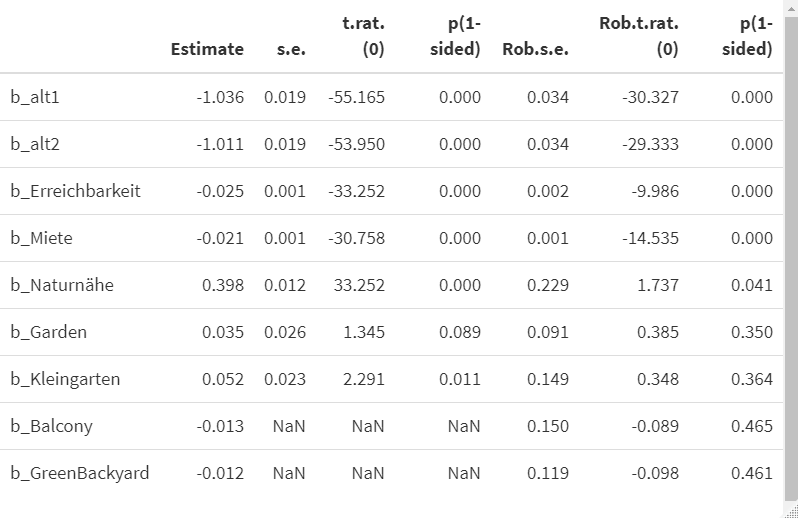 Estimate s.e. t.rat.(0) p(1-sided) Rob.s.e. Rob.t.rat.(0) p(1-sided)
b_alt1 -1.036 0.019 -55.165 0.000 0.034 -30.327 0.000
b_alt2 -1.011 0.019 -53.950 0.000 0.034 -29.333 0.000
b_Erreichbarkeit -0.025 0.001 -33.252 0.000 0.002 -9.986 0.000
b_Miete -0.021 0.001 -30.758 0.000 0.001 -14.535 0.000
b_Naturnähe 0.398 0.012 33.252 0.000 0.229 1.737 0.041
b_Garden 0.035 0.026 1.345 0.089 0.091 0.385 0.350
b_Kleingarten 0.052 0.023 2.291 0.011 0.149 0.348 0.364
b_Balcony -0.013 NaN NaN NaN 0.150 -0.089 0.465
b_GreenBackyard -0.012 NaN NaN NaN 0.119 -0.098 0.461